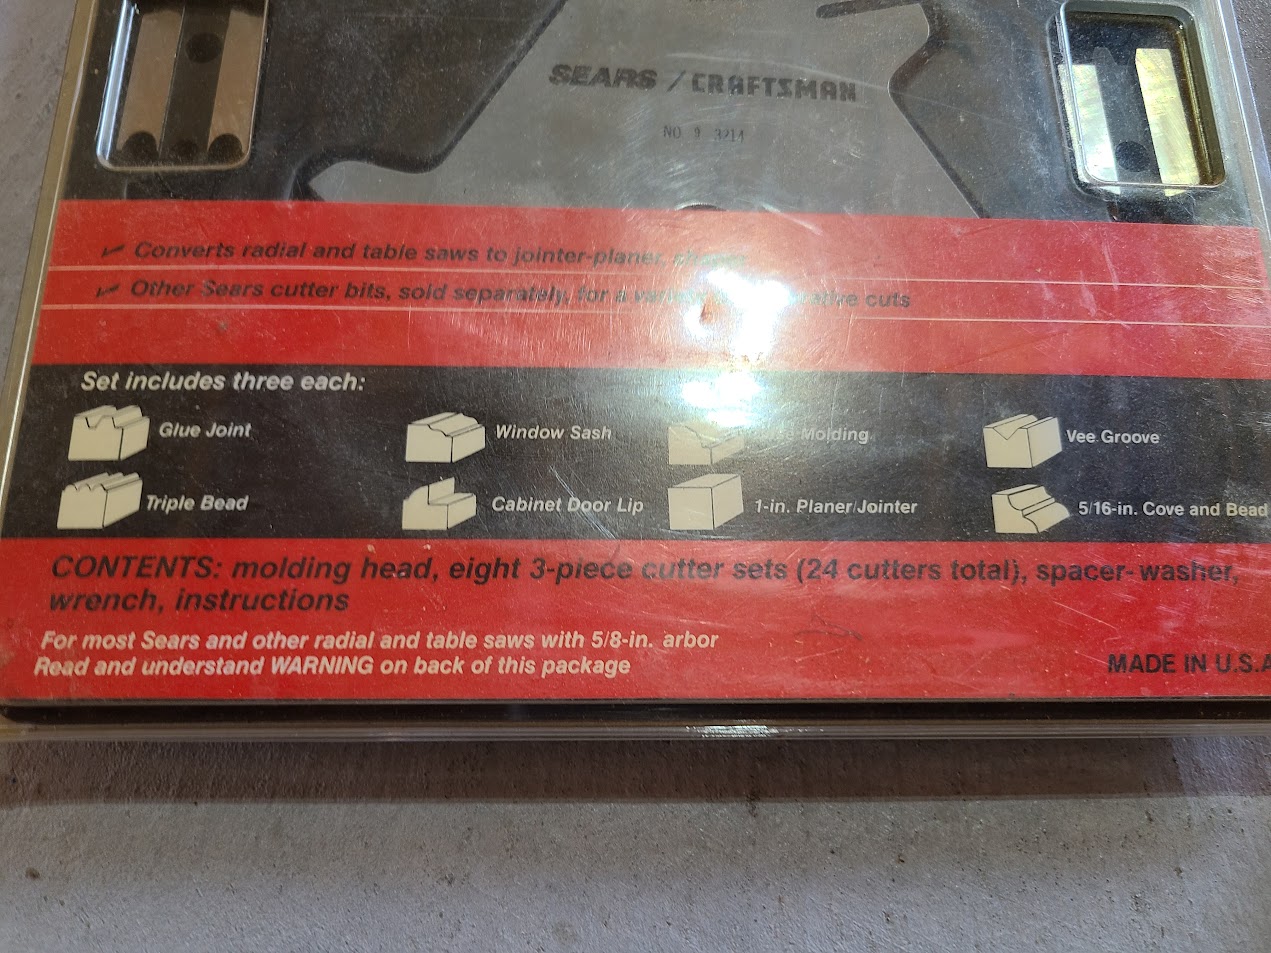 SEARS / CRAFTSMAN
NO. 9 3214
Converts radial and table saws to jointer-planer,
Other Sears cutter bits, sold separately, for a cuts
Set includes three each:
Glue Joint
Window Sash
Molding
Vee Groove
Triple Bead
Cabinet Door Lip
1-in. Planer/Jointer
5/16-in. Cove and Bead
CONTENTS: molding head, eight 3-piece cutter sets (24 cutters total), spacer-washer,
wrench, instructions
For most Sears and other radial and table saws with 5/8-in. arbor
Read and understand WARNING on back of this package
MADE IN U.S.A